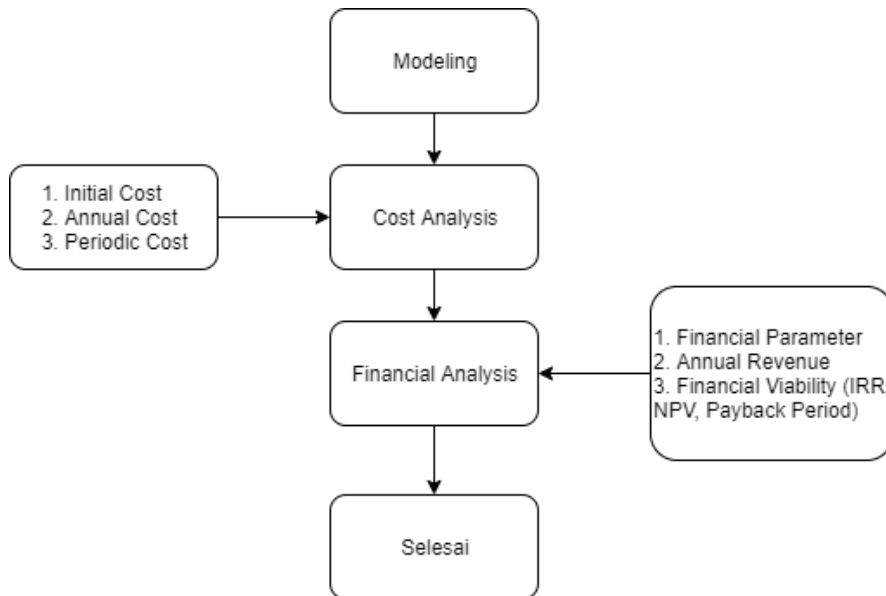 Modeling
1. Initial Cost
2. Annual Cost
3. Periodic Cost
Cost Analysis
Financial Analysis
1. Financial Parameter
2. Annual Revenue
3. Financial Viability (IRR
NPV, Payback Period)
Selesai